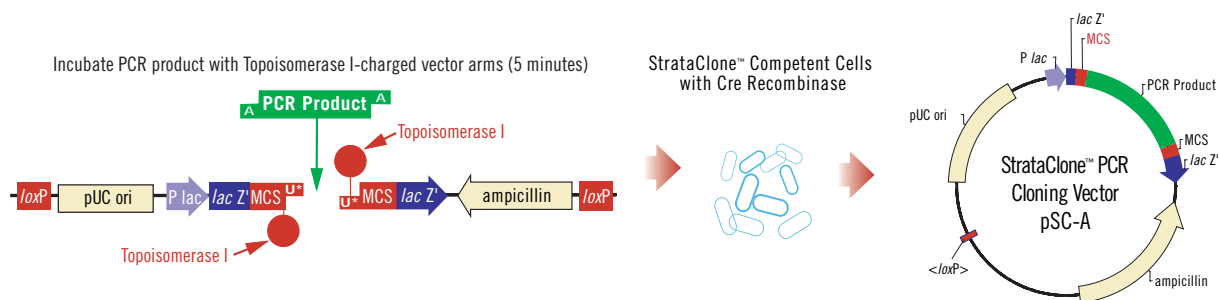 Incubate PCR product with Topoisomerase I-charged vector arms (5 minutes)
A PCR Product A
Topoisomerase I
loxP
pUC ori
P lac
lac Z'
MCS
U*
U*
MCS
lac Z'
ampicillin
loxP
Topoisomerase I
StrataClone™ Competent Cells
with Cre Recombinase
lac Z'
MCS
P lac
PCR Product
pUC ori
MCS
lac Z'
StrataClone™ PCR
Cloning Vector
pSC-A
<loxP>
ampicillin